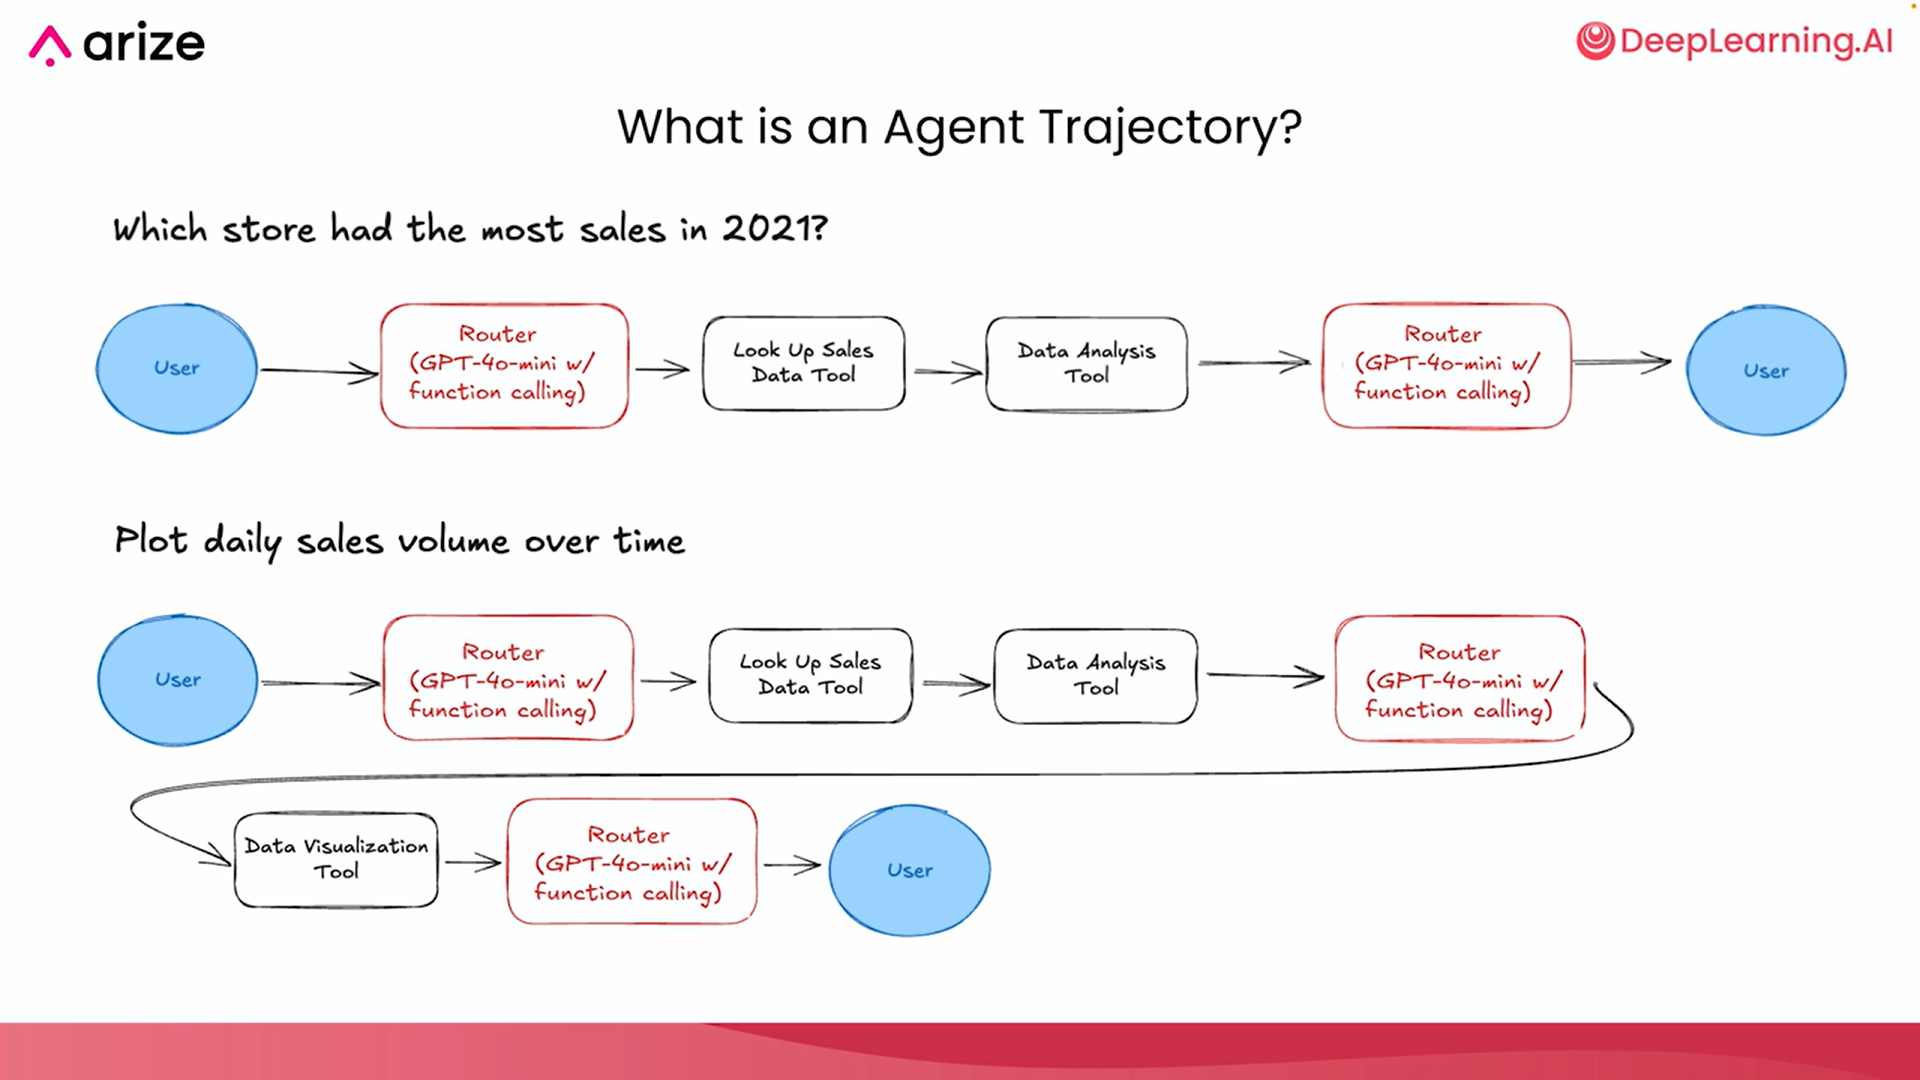 arize
DeepLearning.AI
What is an Agent Trajectory?
Which store had the most sales in 2021?
User
Router
(GPT-4o-mini w/
function calling)
Look Up Sales
Data Tool
Data Analysis
Tool
Router
(GPT-4o-mini w/
function calling)
User
Plot daily sales volume over time
User
Router
(GPT-4o-mini w/
function calling)
Look Up Sales
Data Tool
Data Analysis
Tool
Router
(GPT-4o-mini w/
function calling)
Data Visualization
Tool
Router
(GPT-4o-mini w/
function calling)
User